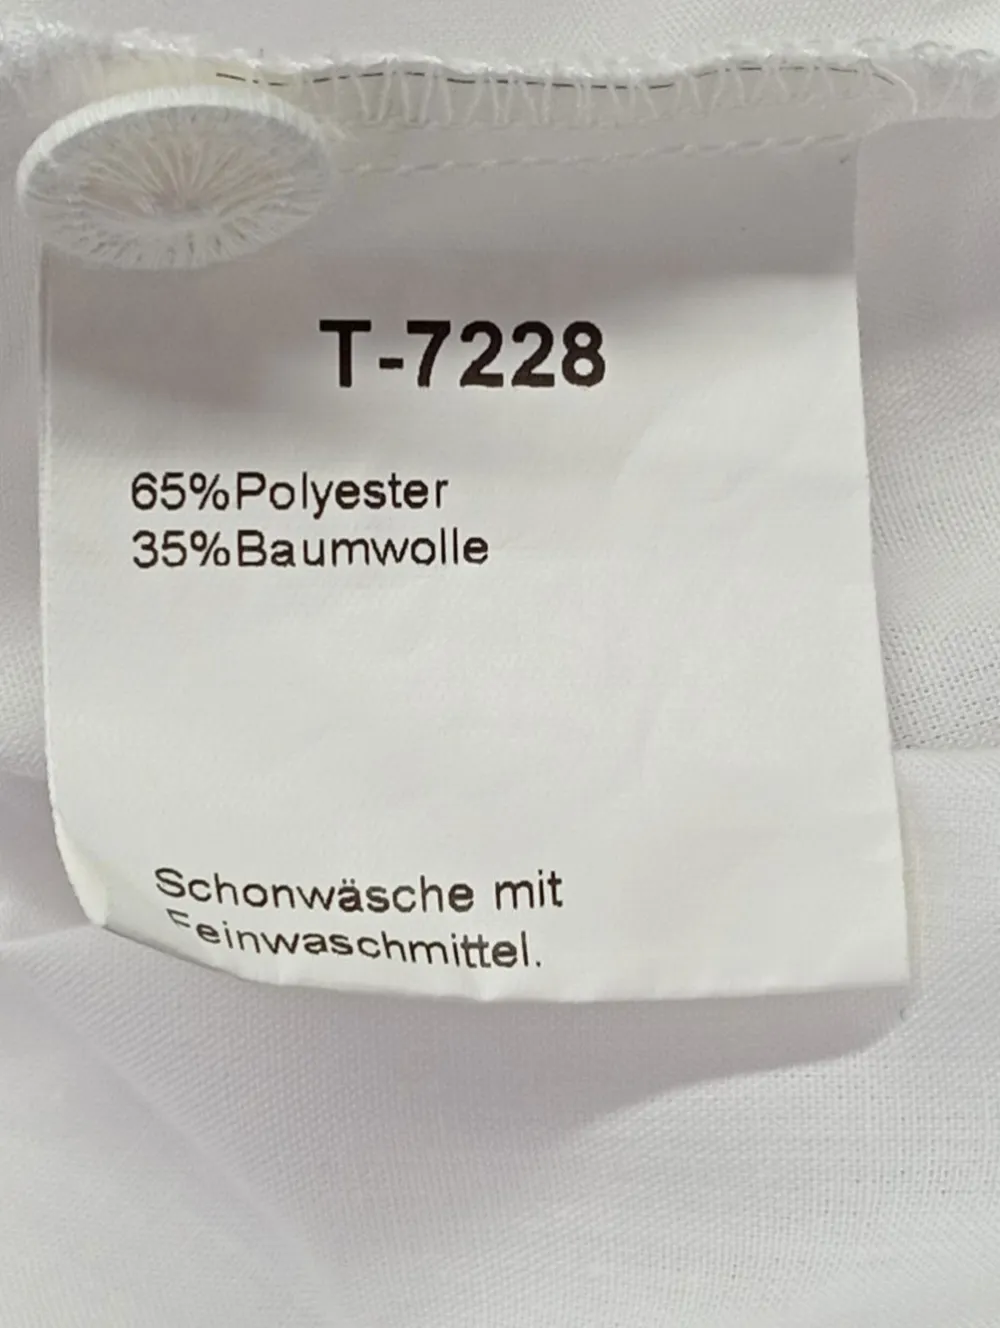 T-7228
65%Polyester
35%Baumwolle
Schonwäsche mit
Feinwaschmittel.